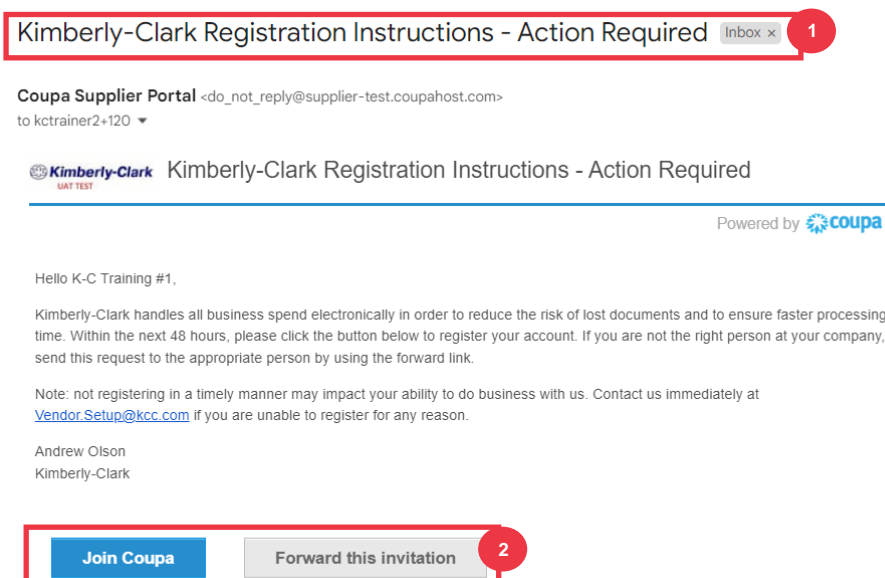 Kimberly-Clark Registration Instructions - Action Required Inbox × 1
Coupa Supplier Portal <do_not_reply@supplier-test.coupahost.com>
to kctrainer2+120
Kimberly-Clark Kimberly-Clark Registration Instructions - Action Required
UAT TEST
Powered by coupa
Hello K-C Training #1,
Kimberly-Clark handles all business spend electronically in order to reduce the risk of lost documents and to ensure faster processing
time. Within the next 48 hours, please click the button below to register your account. If you are not the right person at your company,
send this request to the appropriate person by using the forward link.
Note: not registering in a timely manner may impact your ability to do business with us. Contact us immediately at
Vendor.Setup@kcc.com if you are unable to register for any reason.
Andrew Olson
Kimberly-Clark
Join Coupa Forward this invitation 2